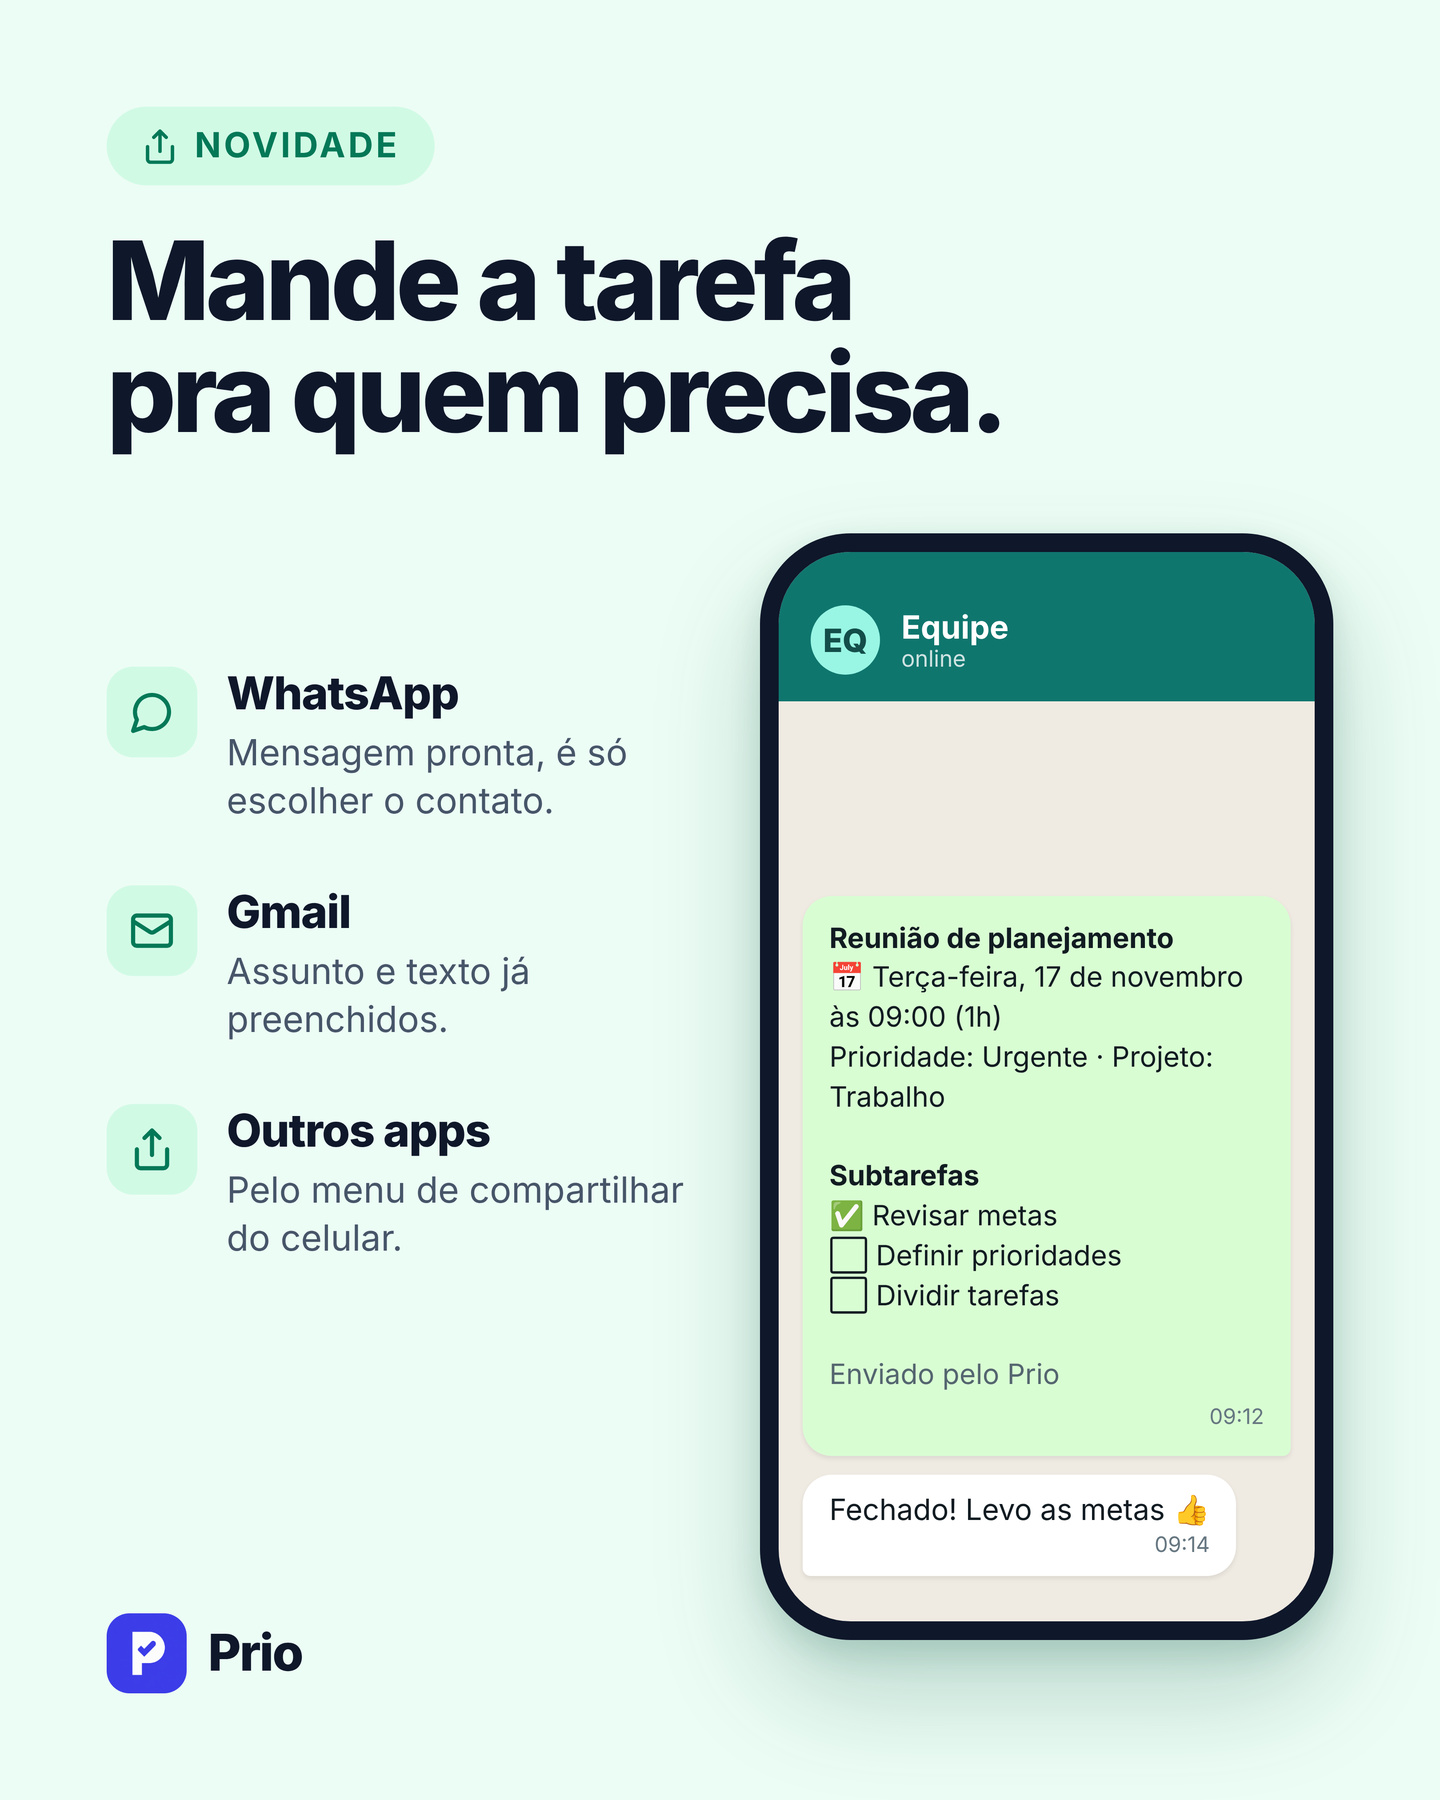 NOVIDADE
Mande a tarefa
pra quem precisa.
WhatsApp
Mensagem pronta, é só
escolher o contato.
Gmail
Assunto e texto já
preenchidos.
Outros apps
Pelo menu de compartilhar
do celular.
EQ
Equipe
online
Reunião de planejamento
📅 Terça-feira, 17 de novembro
às 09:00 (1h)
Prioridade: Urgente · Projeto:
Trabalho
Subtarefas
✅ Revisar metas
⬜ Definir prioridades
⬜ Dividir tarefas
Enviado pelo Prio
09:12
Fechado! Levo as metas 👍
09:14
Prio